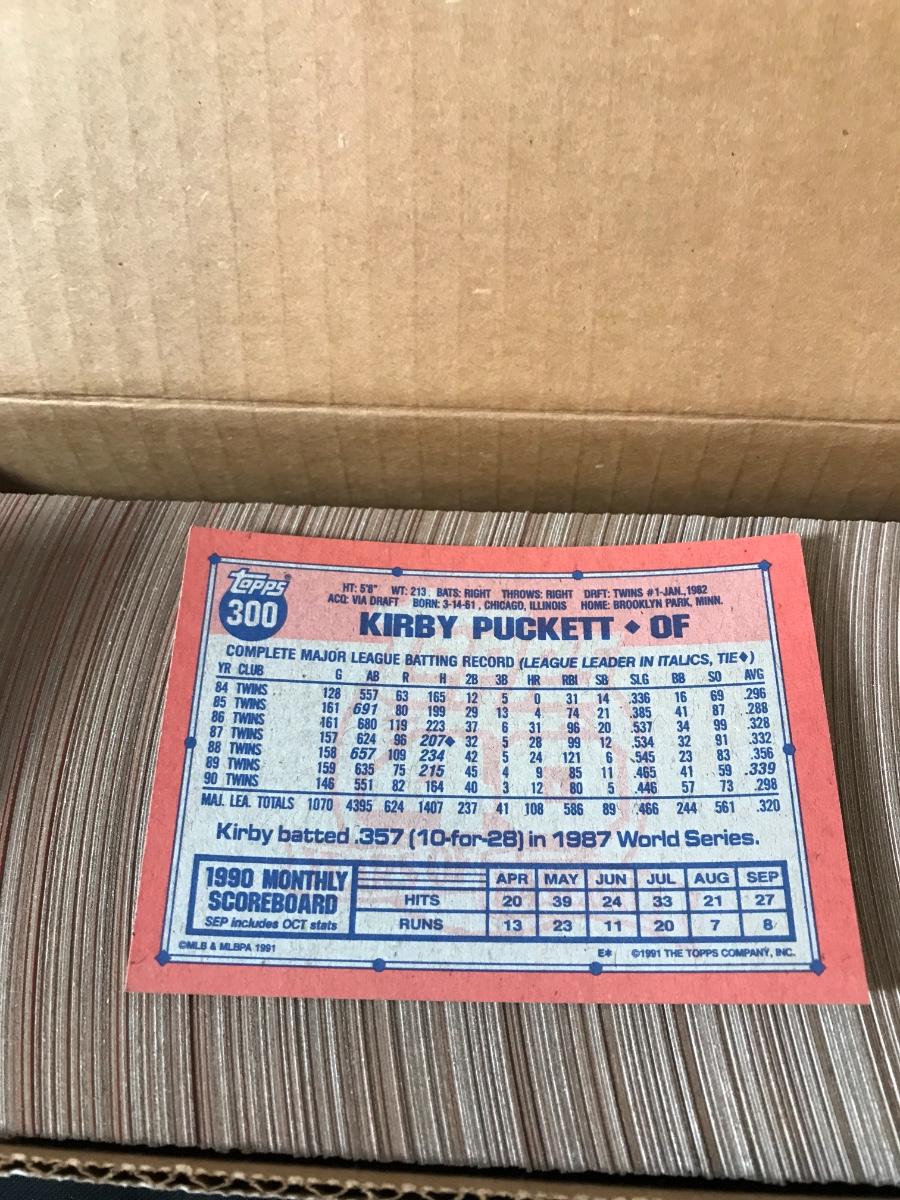 Topps
300
HT: 5'8" WT: 213 BATS: RIGHT THROWS: RIGHT DRFT: TWINS #1-JAN., 1982
ACQ: VIA DRAFT BORN: 3-14-61, CHICAGO, ILLINOIS HOME: BROOKLYN PARK, MINN.
KIRBY PUCKETT ♦ OF
COMPLETE MAJOR LEAGUE BATTING RECORD (LEAGUE LEADER IN ITALICS, TIE♦)
YR CLUB G AB R H 2B 3B HR RBI SB SLG BB SO AVG
84 TWINS 128 557 63 165 12 5 0 31 14 .336 16 69 .296
85 TWINS 161 691 80 199 29 13 4 74 21 .385 41 87 .288
86 TWINS 161 680 119 223 37 6 31 96 20 .537 34 99 .328
87 TWINS 157 624 96 207♦ 32 5 28 99 12 .534 32 91 .332
88 TWINS 158 657 109 234 42 5 24 121 6 .545 23 83 .356
89 TWINS 159 635 75 215 45 4 9 85 11 .465 41 59 .339
90 TWINS 146 551 82 164 40 3 12 80 5 .446 57 73 .298
MAJ. LEA. TOTALS 1070 4395 624 1407 237 41 108 586 89 .466 244 561 .320
Kirby batted .357 (10-for-28) in 1987 World Series.
1990 MONTHLY SCOREBOARD
SEP includes OCT stats
APR MAY JUN JUL AUG SEP
HITS 20 39 24 33 21 27
RUNS 13 23 11 20 7 8
©MLB & MLBPA 1991 E* ©1991 THE TOPPS COMPANY, INC.